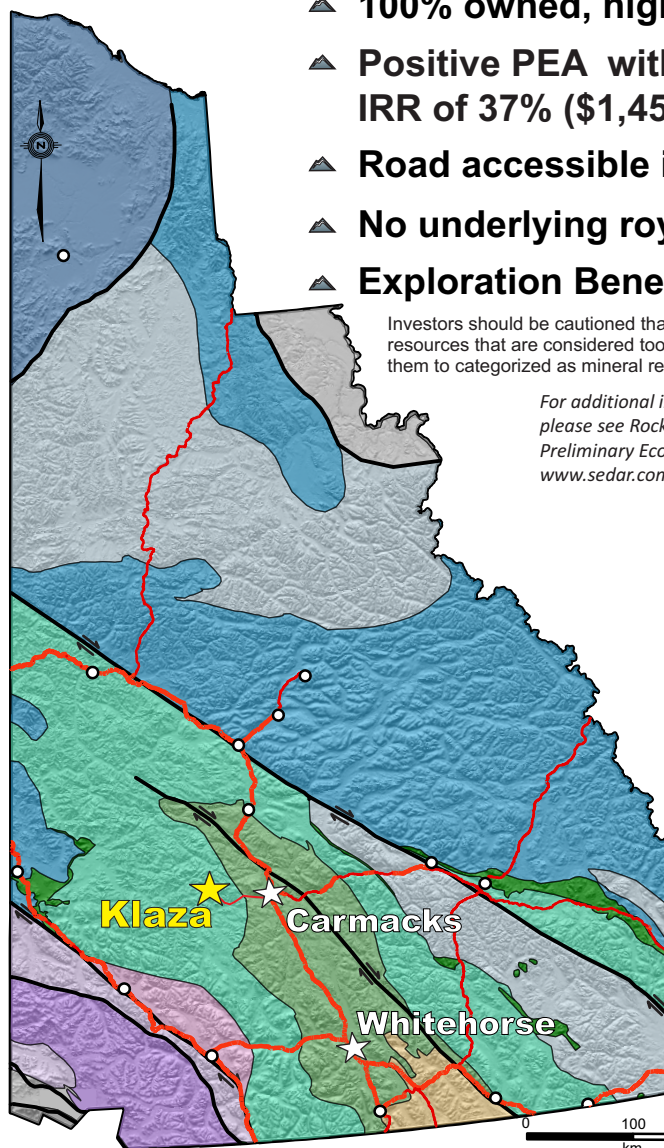 100% owned, hig
Positive PEA with
IRR of 37% ($1,45
Road accessible i
No underlying roy
Exploration Bene
Investors should be cautioned tha
resources that are considered too
them to categorized as mineral re
For additional i
please see Rock
Preliminary Eco
www.sedar.com
N
Klaza
Carmacks
Whitehorse
0 100
km